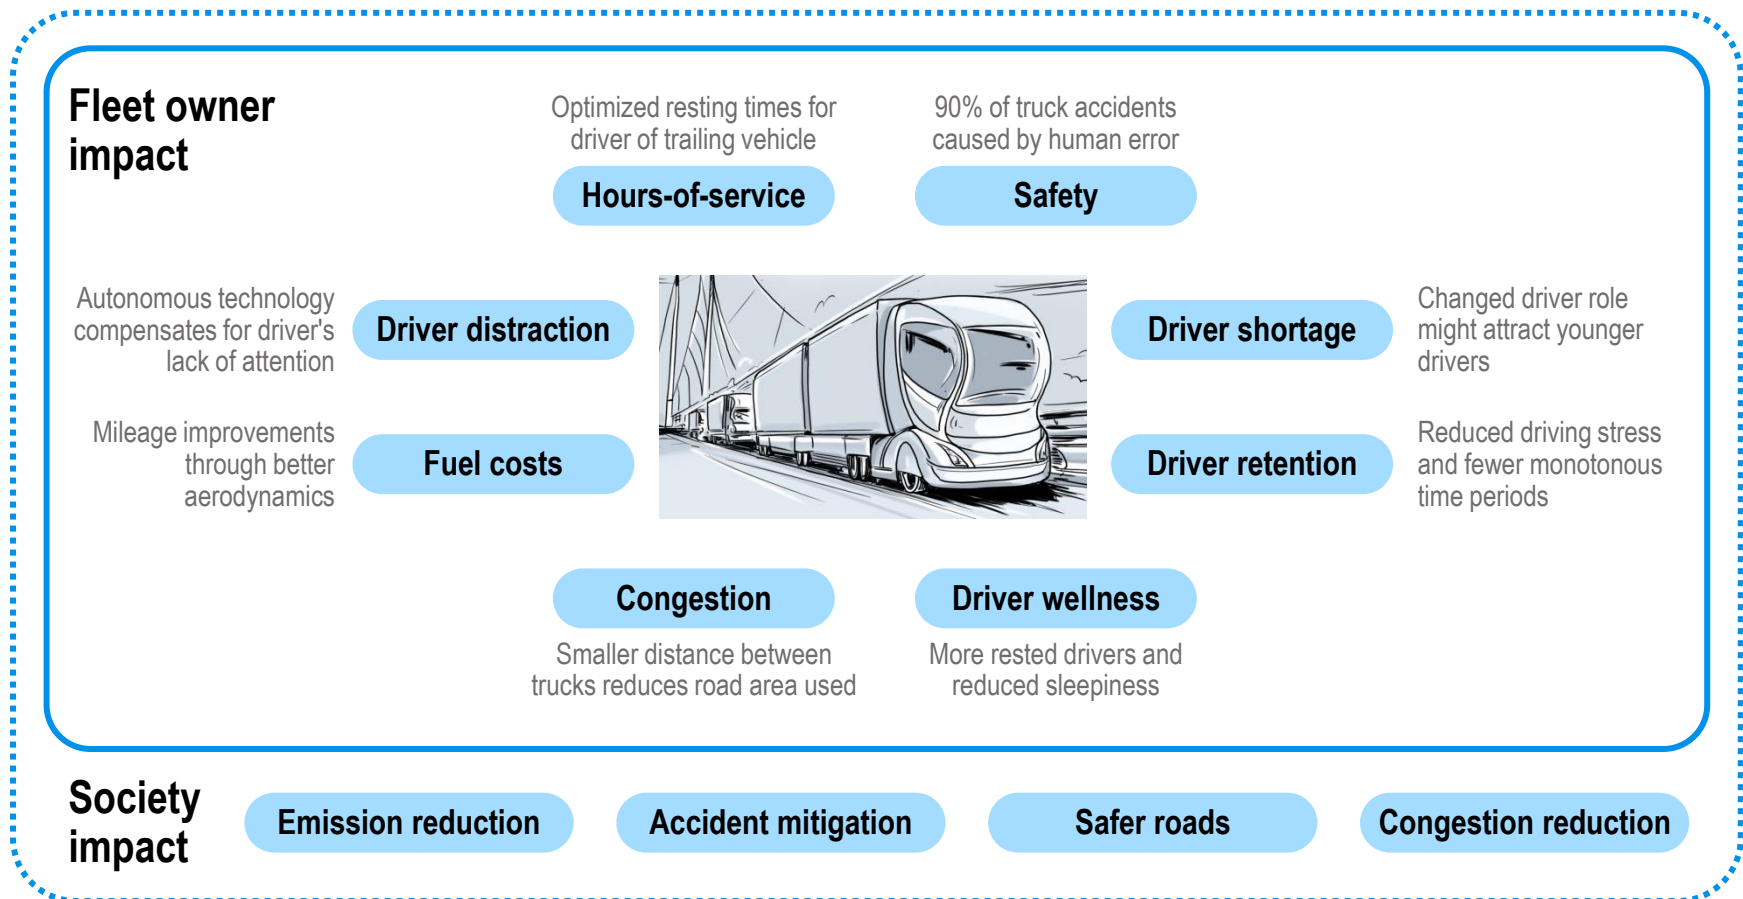 Fleet owner
impact
Optimized resting times for
driver of trailing vehicle
Hours-of-service
90% of truck accidents
caused by human error
Safety
Autonomous technology
compensates for driver's
lack of attention
Driver distraction
Driver shortage
Changed driver role
might attract younger
drivers
Mileage improvements
through better
aerodynamics
Fuel costs
Driver retention
Reduced driving stress
and fewer monotonous
time periods
Congestion
Smaller distance between
trucks reduces road area used
Driver wellness
More rested drivers and
reduced sleepiness
Society
impact
Emission reduction
Accident mitigation
Safer roads
Congestion reduction